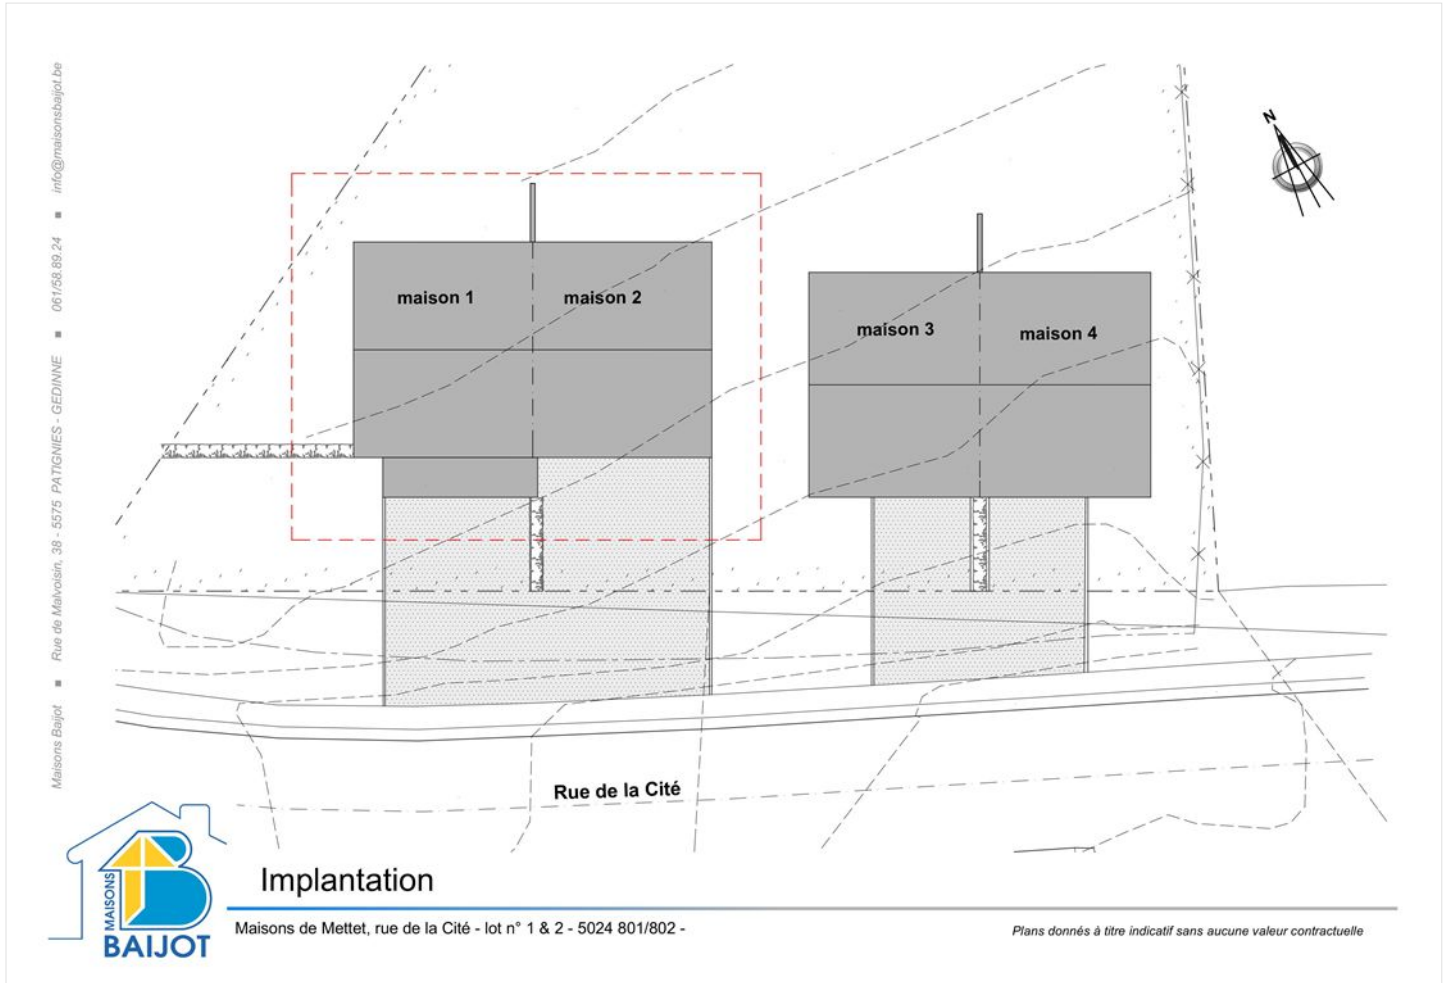 Maisons Baijot ■ Rue de Malvoisin, 38 - 5575 PATIGNIES - GEDINNE ■ 061/58.89.24 ■ info@maisonsbaijot.be
N
maison 1
maison 2
maison 3
maison 4
Rue de la Cité
MAISONS
BAIJOT
Implantation
Maisons de Mettet, rue de la Cité - lot n° 1 & 2 - 5024 801/802 -
Plans donnés à titre indicatif sans aucune valeur contractuelle